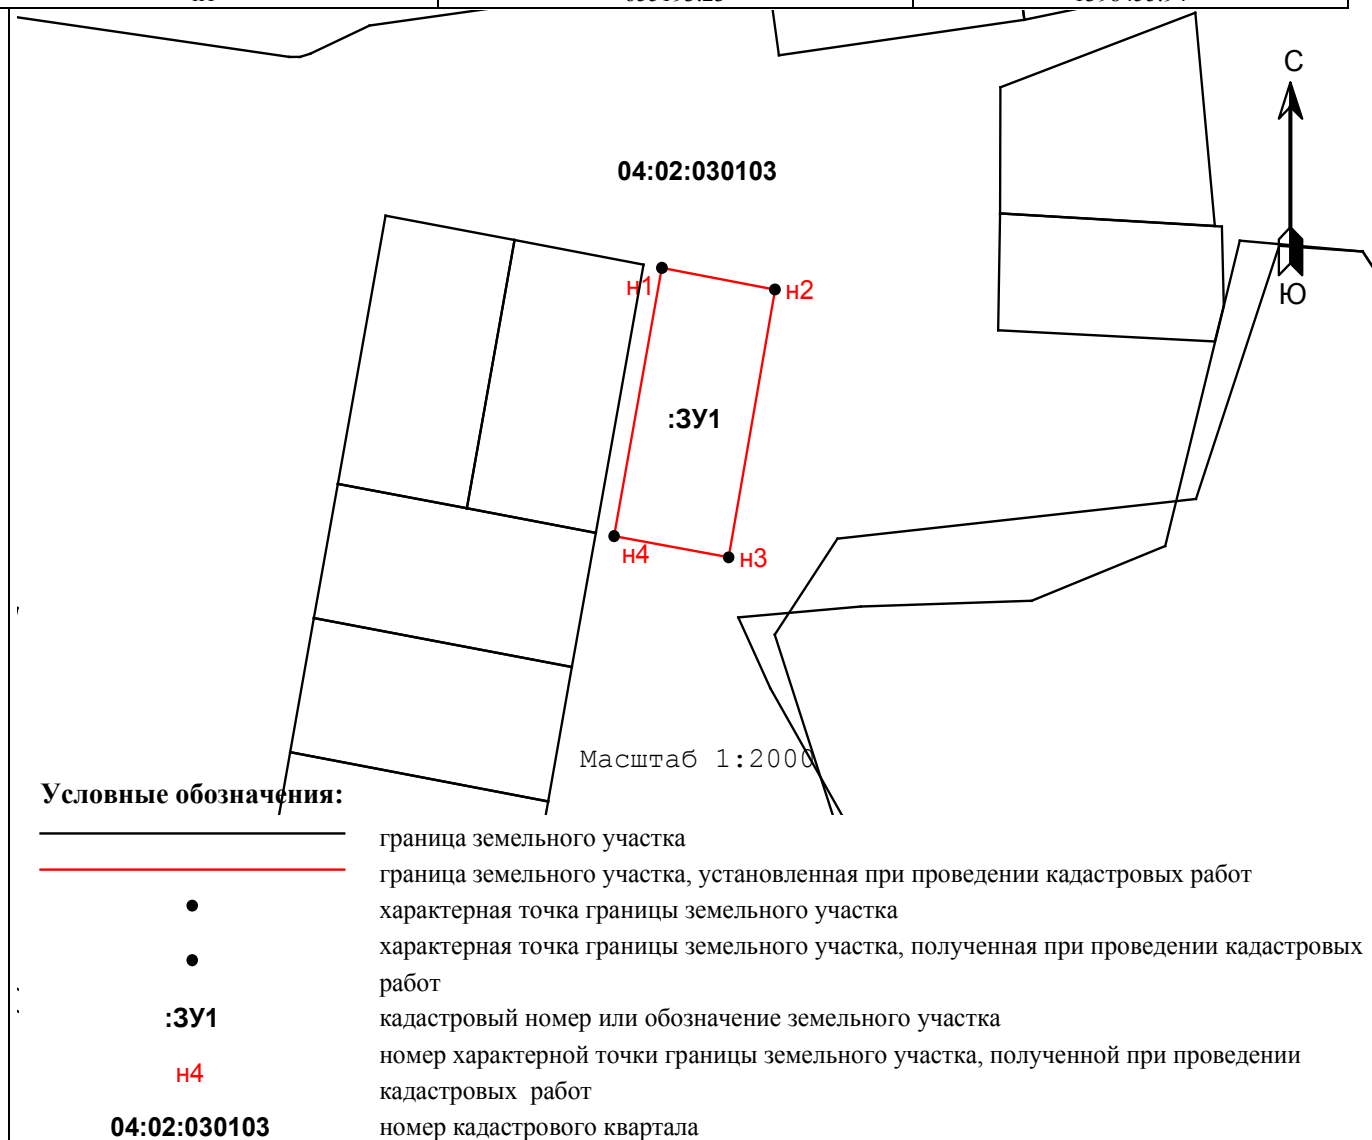 С
04:02:030103
н1
н2
Ю
:ЗУ1
н4
н3
Масштаб 1:2000
Условные обозначения:
граница земельного участка
граница земельного участка, установленная при проведении кадастровых работ
характерная точка границы земельного участка
характерная точка границы земельного участка, полученная при проведении кадастровых
работ
:ЗУ1
кадастровый номер или обозначение земельного участка
номер характерной точки границы земельного участка, полученной при проведении
н4
кадастровых работ
04:02:030103
номер кадастрового квартала